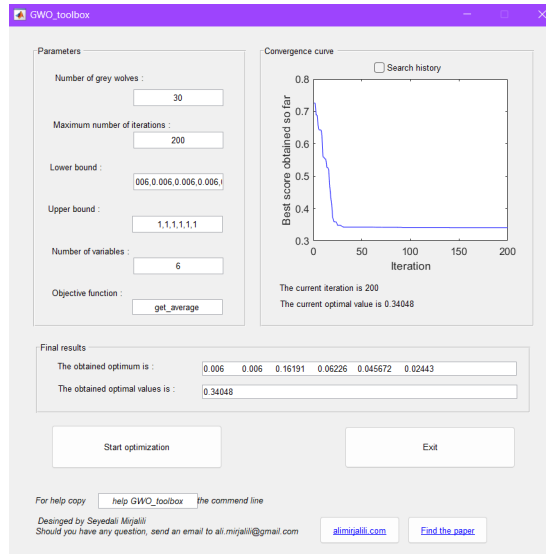 GWO_toolbox
Parameters
Number of grey wolves :
30
Maximum number of iterations :
200
Lower bound :
006,0.006,0.006,0.006,(
Upper bound :
1,1,1,1,1,1
Number of variables :
6
Objective function :
get_average
Convergence curve
Search history
0.8
0.7
0.6
0.5
0.4
0.3
Best score obtained so far
0 50 100 150 200
Iteration
The current iteration is 200
The current optimal value is 0.34048
Final results
The obtained optimum is : 0.006 0.006 0.16191 0.06226 0.045672 0.02443
The obtained optimal values is : 0.34048
Start optimization Exit
For help copy help GWO_toolbox the commend line
Desinged by Seyedali Mirjalili
Should you have any question, send an email to ali.mirjalili@gmail.com alimirjalili.com Find the paper